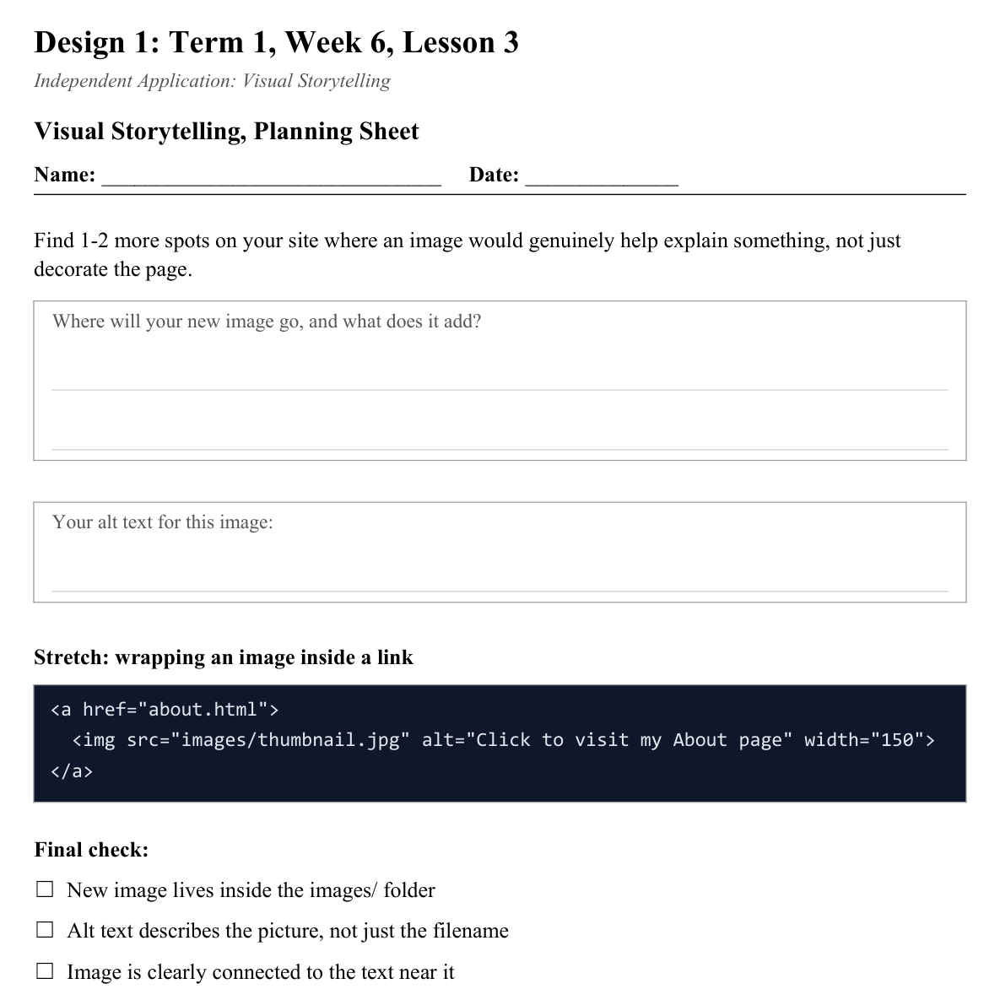 Design 1: Term 1, Week 6, Lesson 3
Independent Application: Visual Storytelling
Visual Storytelling, Planning Sheet
Name: _______________________________ Date: ______________
Find 1-2 more spots on your site where an image would genuinely help explain something, not just
decorate the page.
Where will your new image go, and what does it add?
Your alt text for this image:
Stretch: wrapping an image inside a link
<a href="about.html">
  <img src="images/thumbnail.jpg" alt="Click to visit my About page" width="150">
</a>
Final check:
☐ New image lives inside the images/ folder
☐ Alt text describes the picture, not just the filename
☐ Image is clearly connected to the text near it